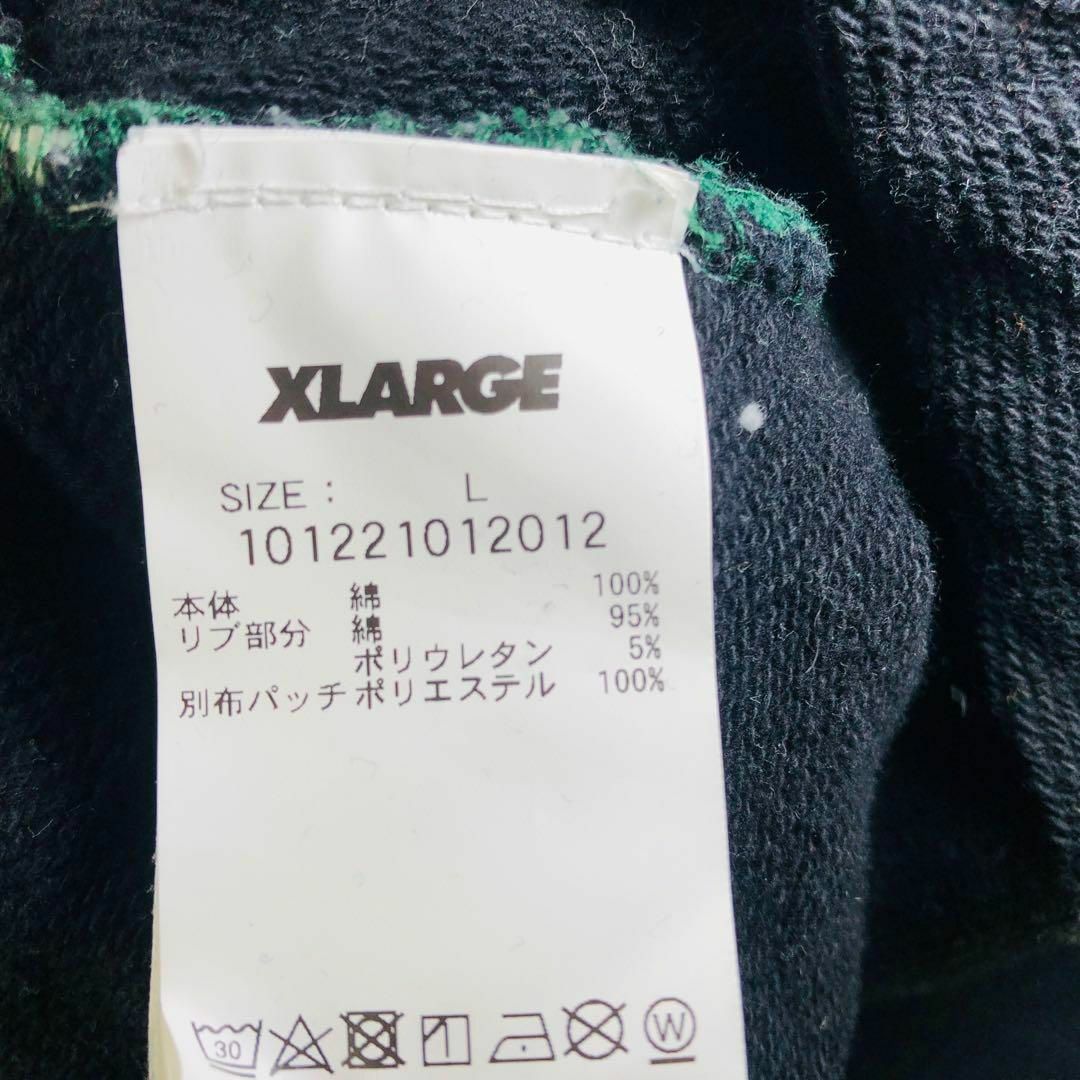 XLARGE
SIZE : L
101221012012
本体 綿 100%
リブ部分 綿 95%
ポリウレタン 5%
別布パッチ ポリエステル 100%
30 W